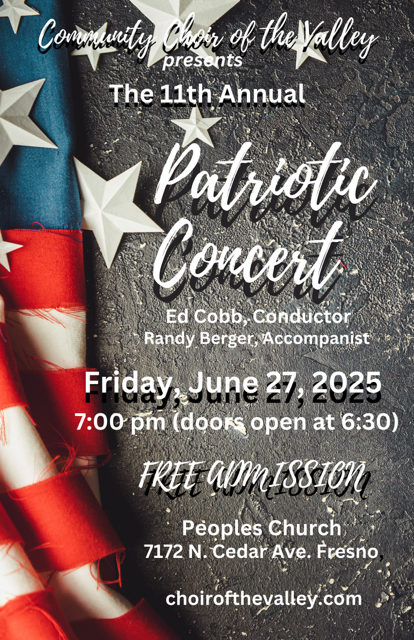 Community Choir of the Valley
presents
The 11th Annual
Patriotic
Concert
Ed Cobb, Conductor
Randy Berger, Accompanist
Friday, June 27, 2025
7:00 pm (doors open at 6:30)
FREE ADMISSION
Peoples Church
7172 N. Cedar Ave. Fresno,
choirofthevalley.com